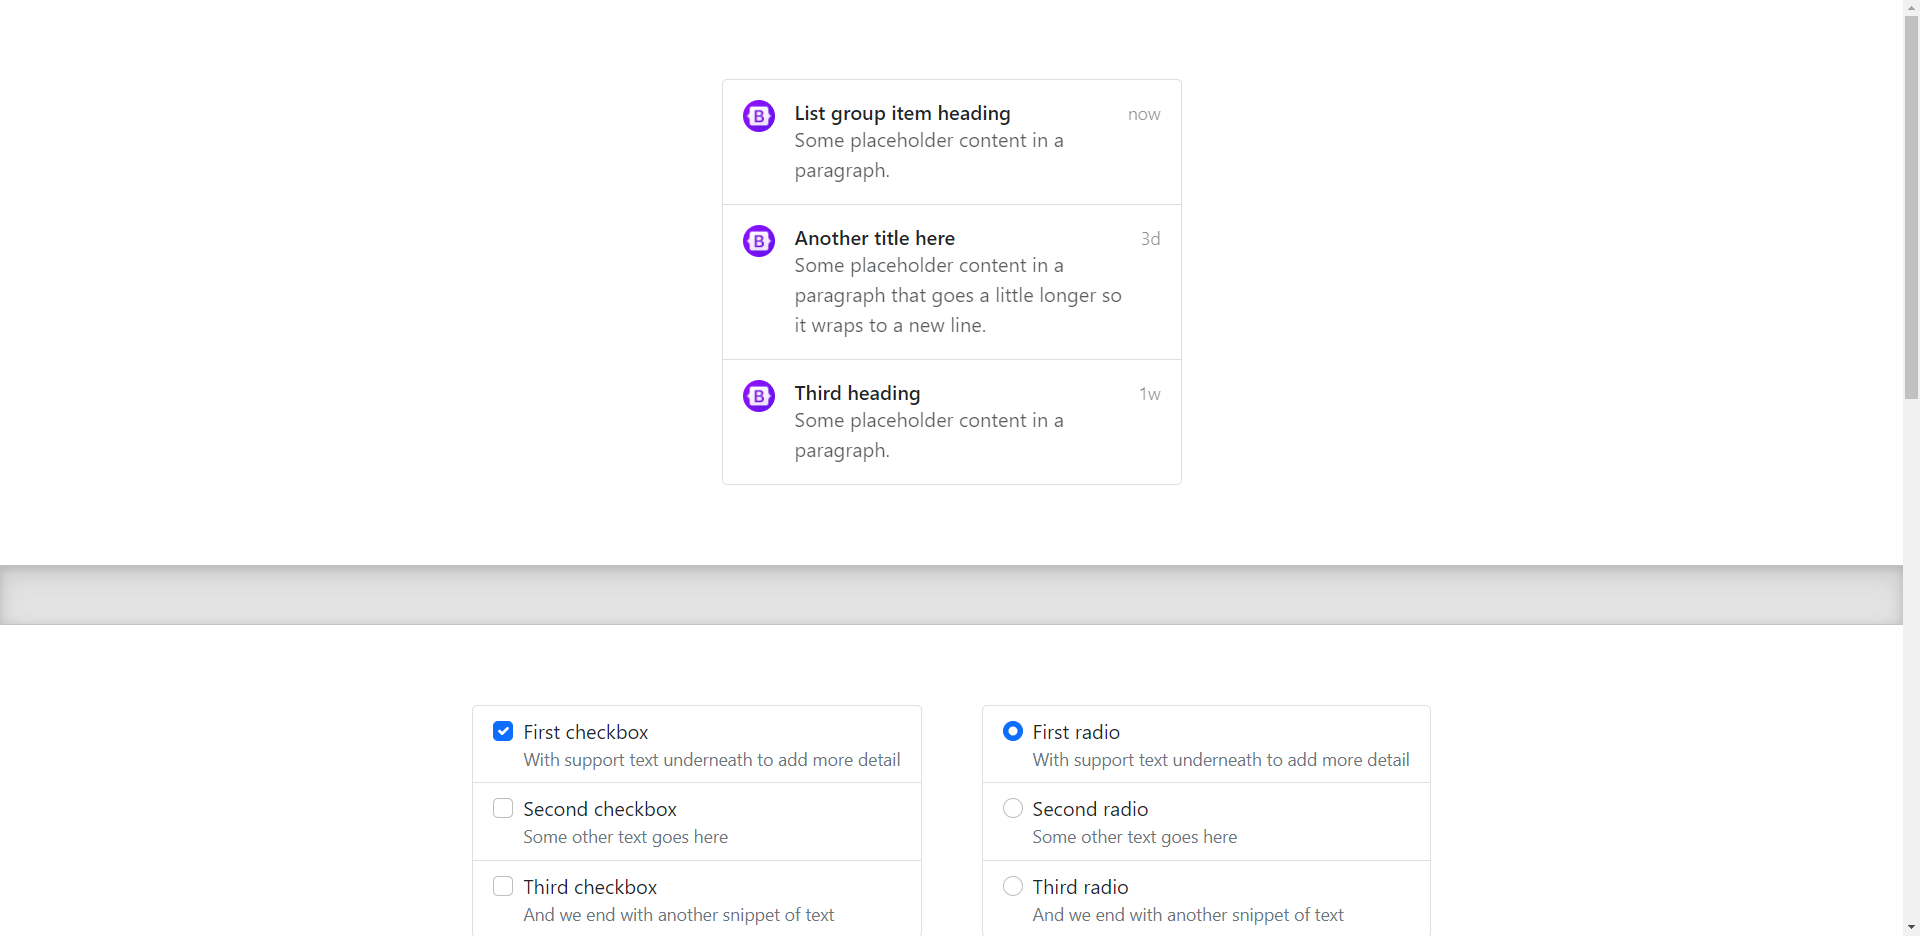 B
List group item heading
now
Some placeholder content in a
paragraph.
B
Another title here
3d
Some placeholder content in a
paragraph that goes a little longer so
it wraps to a new line.
B
Third heading
1w
Some placeholder content in a
paragraph.
First checkbox
With support text underneath to add more detail
Second checkbox
Some other text goes here
Third checkbox
And we end with another snippet of text
First radio
With support text underneath to add more detail
Second radio
Some other text goes here
Third radio
And we end with another snippet of text